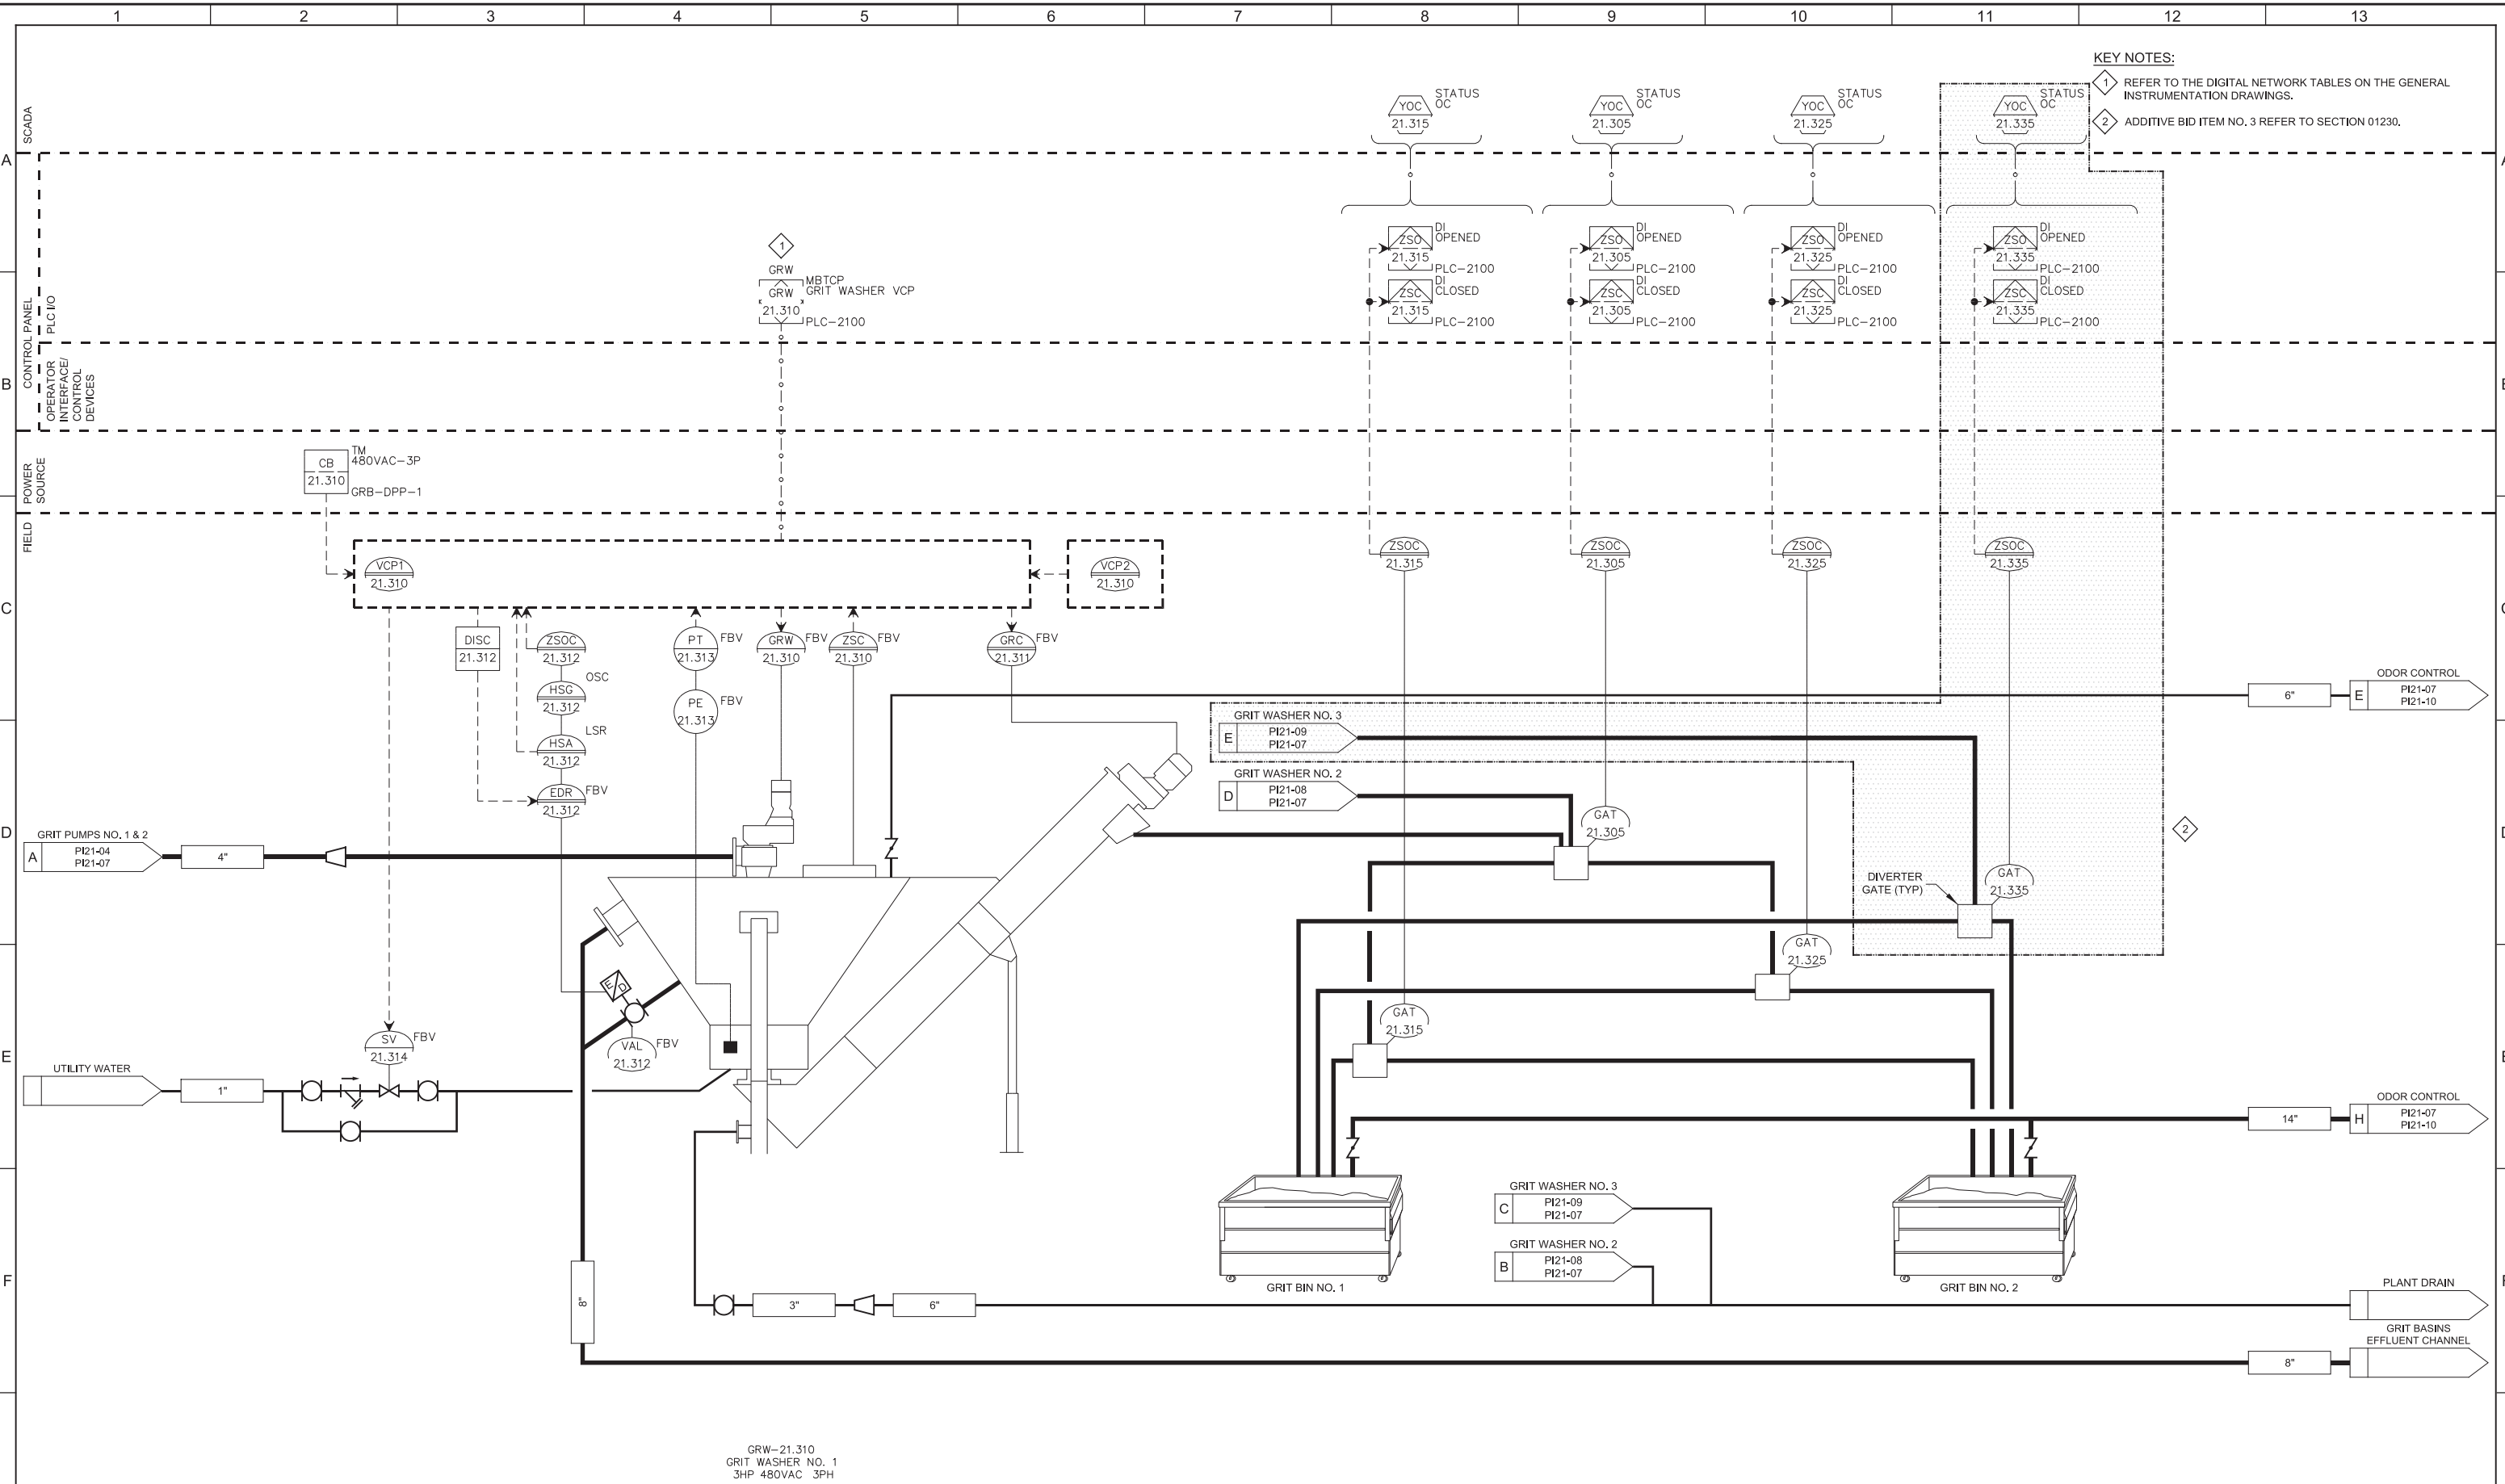 1 2 3 4 5 6 7 8 9 10 11 12 13
KEY NOTES:
1 REFER TO THE DIGITAL NETWORK TABLES ON THE GENERAL
INSTRUMENTATION DRAWINGS.
2 ADDITIVE BID ITEM NO. 3 REFER TO SECTION 01230.
A
B
C
D
E
F
SCADA
CONTROL PANEL
PLC I/O
OPERATOR
INTERFACE/
CONTROL
DEVICES
POWER
SOURCE
FIELD
YOC
21.315
STATUS
OC
YOC
21.305
STATUS
OC
YOC
21.325
STATUS
OC
YOC
21.335
STATUS
OC
1
GRW
GRW
21.310
MBTCP
GRIT WASHER VCP
PLC-2100
ZSO
21.315
DI
OPENED
PLC-2100
ZSC
21.315
DI
CLOSED
PLC-2100
ZSO
21.305
DI
OPENED
PLC-2100
ZSC
21.305
DI
CLOSED
PLC-2100
ZSO
21.325
DI
OPENED
PLC-2100
ZSC
21.325
DI
CLOSED
PLC-2100
ZSO
21.335
DI
OPENED
PLC-2100
ZSC
21.335
DI
CLOSED
PLC-2100
CB
21.310
TM
480VAC-3P
GRB-DPP-1
VCP1
21.310
VCP2
21.310
ZSOC
21.315
ZSOC
21.305
ZSOC
21.325
ZSOC
21.335
DISC
21.312
ZSOC
21.312
HSG
21.312
OSC
HSA
21.312
LSR
EDR
21.312
FBV
PT
21.313
FBV
PE
21.313
FBV
GRW
21.310
FBV
ZSC
21.310
FBV
GRC
21.311
FBV
ODOR CONTROL
6"
E
PI21-07
PI21-10
GRIT WASHER NO. 3
E
PI21-09
PI21-07
GRIT WASHER NO. 2
D
PI21-08
PI21-07
GAT
21.305
2
GRIT PUMPS NO. 1 & 2
A
PI21-04
PI21-07
4"
DIVERTER
GATE (TYP)
GAT
21.335
GAT
21.325
GAT
21.315
E
D
VAL
21.312
FBV
SV
21.314
FBV
UTILITY WATER
1"
ODOR CONTROL
14"
H
PI21-07
PI21-10
GRIT WASHER NO. 3
C
PI21-09
PI21-07
GRIT WASHER NO. 2
B
PI21-08
PI21-07
GRIT BIN NO. 1
GRIT BIN NO. 2
8"
3"
6"
PLANT DRAIN
GRIT BASINS
EFFLUENT CHANNEL
8"
GRW-21.310
GRIT WASHER NO. 1
3HP 480VAC 3PH